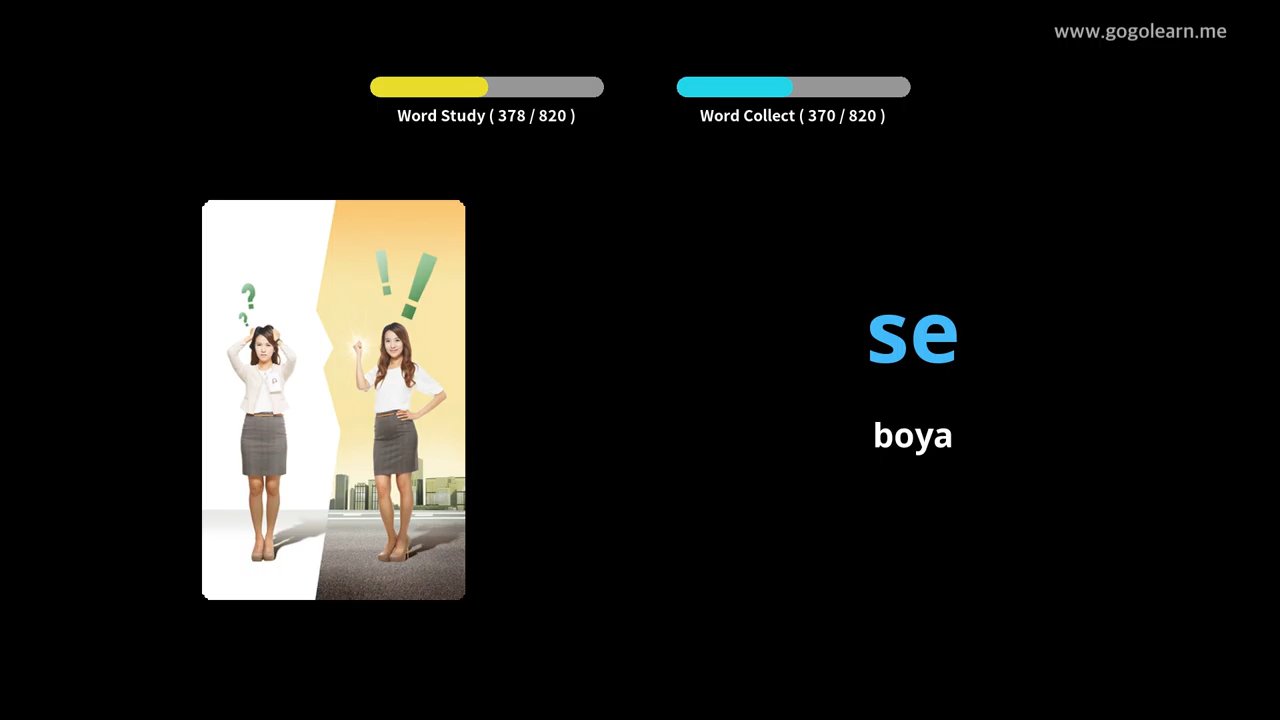 www.gogolearn.me
Word Study ( 378 / 820 )
Word Collect ( 370 / 820 )
? ?
! !
se
boya